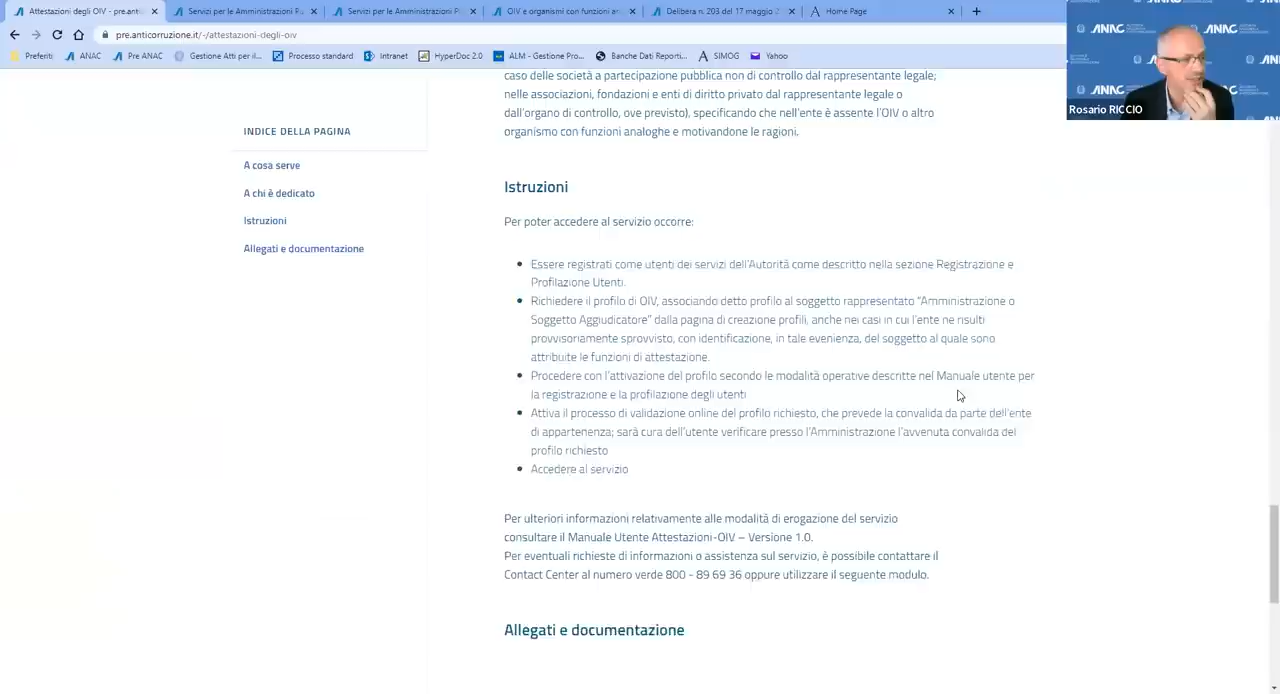 Attestazioni degli OIV - pre.antic
Servizi per le Amministrazioni Pu
Servizi per le Amministrazioni Pu
OIV e organismi con funzioni an
Delibera n. 203 del 17 maggio 2
Home Page
pre.anticorruzione.it/-/attestazioni-degli-oiv
Preferiti
ANAC
Pre ANAC
Gestione Atti per il...
Processo standard
Intranet
HyperDoc 2.0
ALM - Gestione Pro...
Banche Dati Reporti...
SIMOG
Yahoo
ANAC
ANAC
ANAC
ANAC
Rosario RICCIO
caso delle società a partecipazione pubblica non di controllo dal rappresentante legale;
nelle associazioni, fondazioni e enti di diritto privato dal rappresentante legale o
dall'organo di controllo, ove previsto), specificando che nell'ente è assente l'OIV o altro
organismo con funzioni analoghe e motivandone le ragioni.
INDICE DELLA PAGINA
A cosa serve
A chi è dedicato
Istruzioni
Allegati e documentazione
Istruzioni
Per poter accedere al servizio occorre:
Essere registrati come utenti dei servizi dell'Autorità come descritto nella sezione Registrazione e
Profilazione Utenti.
Richiedere il profilo di OIV, associando detto profilo al soggetto rappresentato "Amministrazione o
Soggetto Aggiudicatore" dalla pagina di creazione profili, anche nei casi in cui l'ente ne risulti
provvisoriamente sprovvisto, con identificazione, in tale evenienza, del soggetto al quale sono
attribuite le funzioni di attestazione.
Procedere con l'attivazione del profilo secondo le modalità operative descritte nel Manuale utente per
la registrazione e la profilazione degli utenti
Attiva il processo di validazione online del profilo richiesto, che prevede la convalida da parte dell'ente
di appartenenza; sarà cura dell'utente verificare presso l'Amministrazione l'avvenuta convalida del
profilo richiesto
Accedere al servizio
Per ulteriori informazioni relativamente alle modalità di erogazione del servizio
consultare il Manuale Utente Attestazioni-OIV – Versione 1.0.
Per eventuali richieste di informazioni o assistenza sul servizio, è possibile contattare il
Contact Center al numero verde 800 - 89 69 36 oppure utilizzare il seguente modulo.
Allegati e documentazione